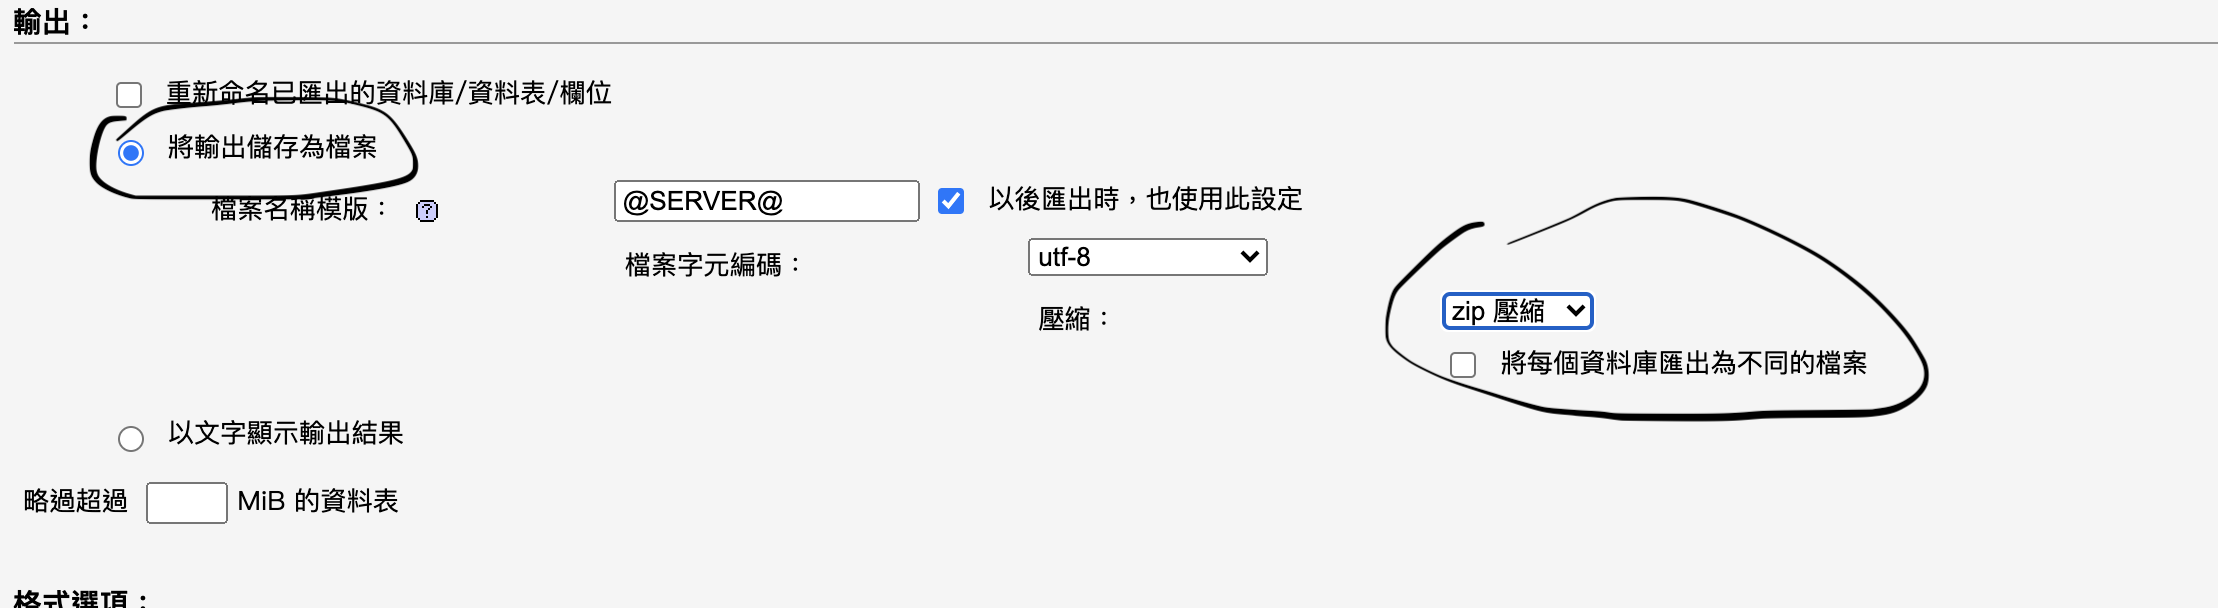 輸出：
重新命名已匯出的資料庫/資料表/欄位
將輸出儲存為檔案
檔案名稱模版： ? @SERVER@ 以後匯出時，也使用此設定
檔案字元編碼： utf-8
壓縮： zip 壓縮
將每個資料庫匯出為不同的檔案
以文字顯示輸出結果
略過超過 MiB 的資料表
格式選項：